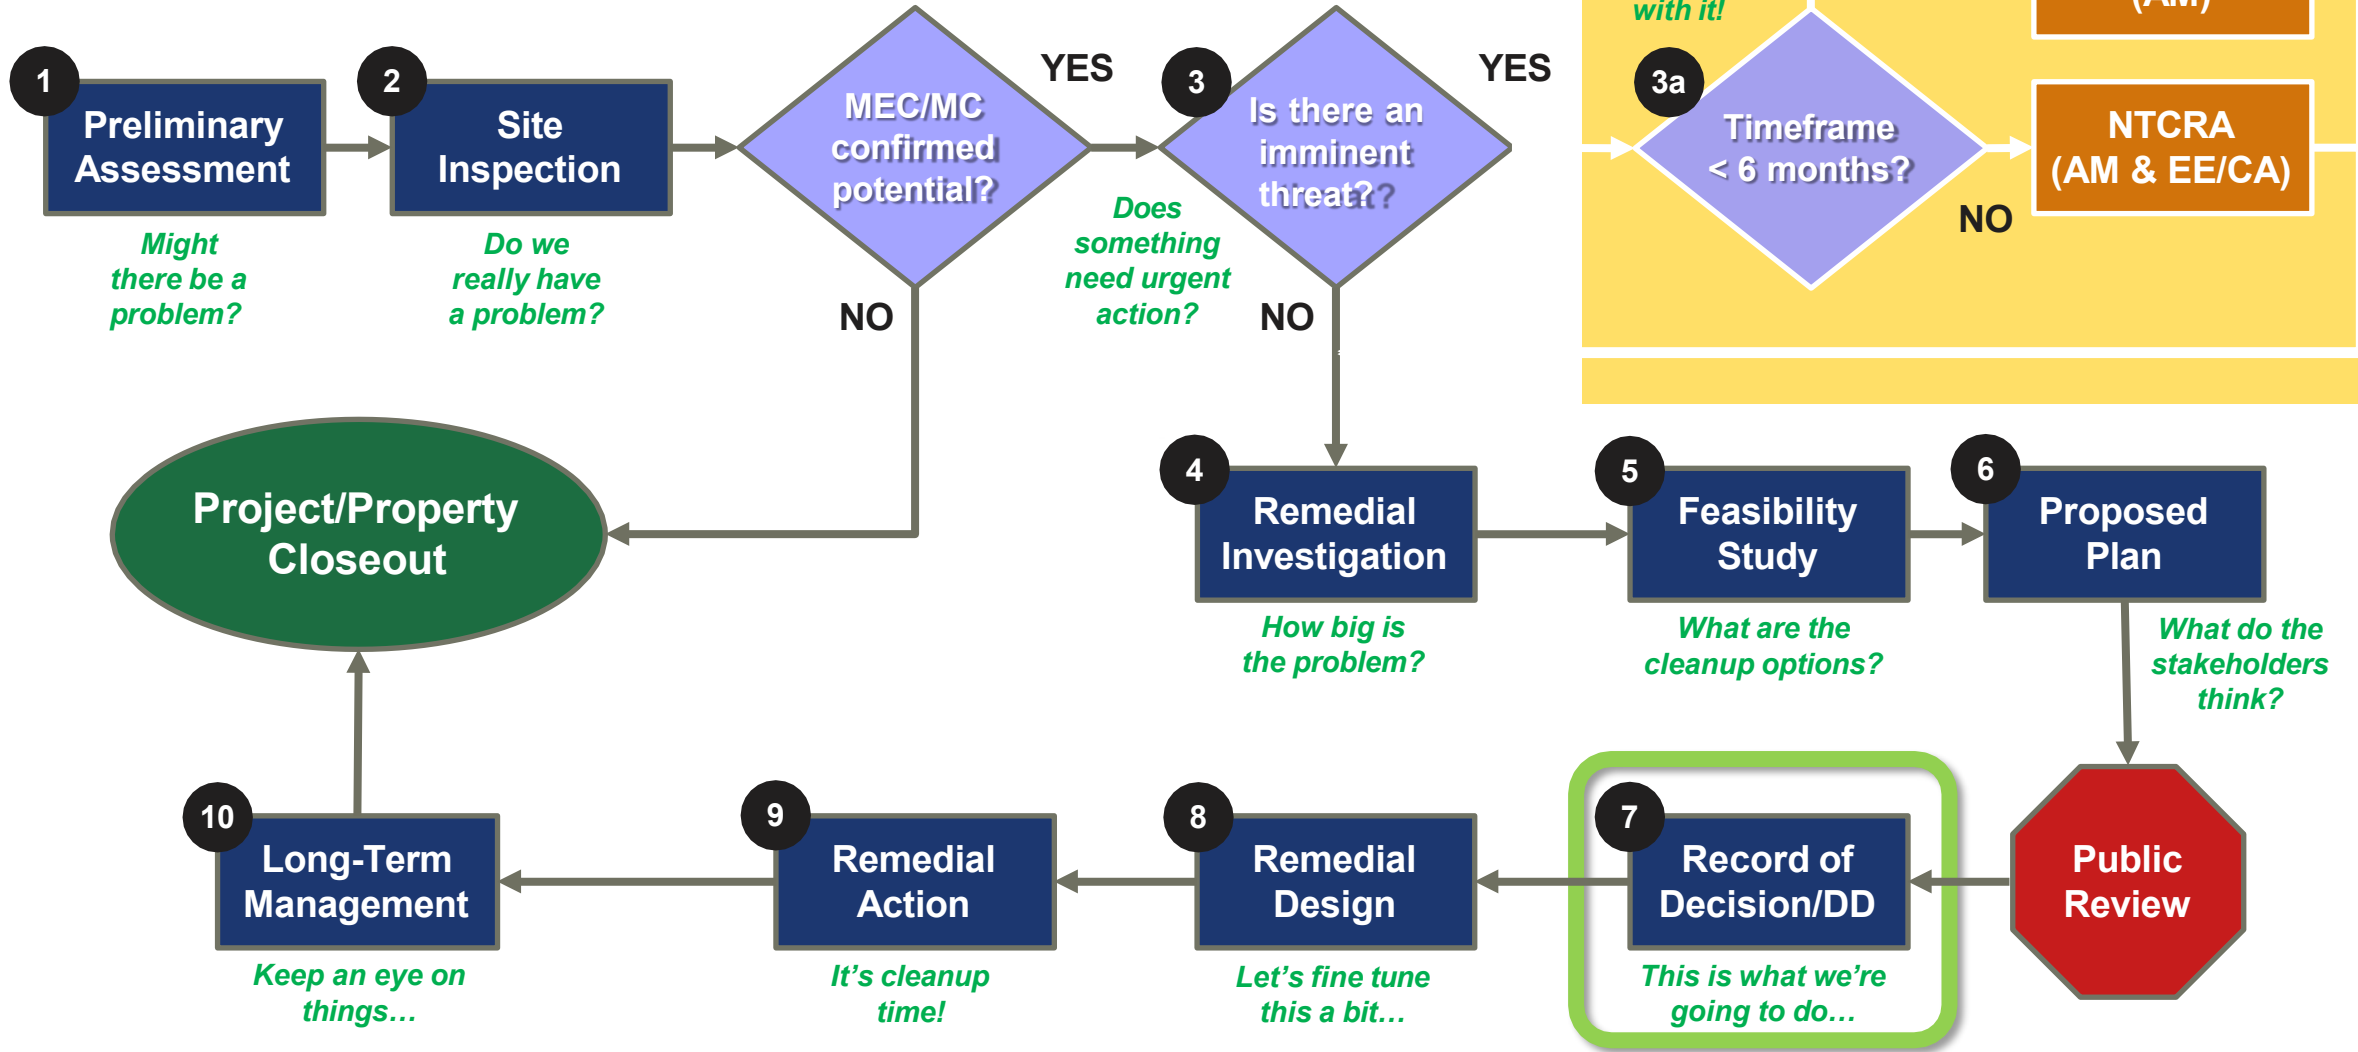 1
Preliminary
Assessment
Might
there be a
problem?
2
Site
Inspection
Do we
really have
a problem?
MEC/MC
confirmed
potential?
YES
NO
3
Is there an
imminent
threat?
Does
something
need urgent
action?
YES
NO
with it!
(AM)
3a
Timeframe
< 6 months?
NO
NTCRA
(AM & EE/CA)
Project/Property
Closeout
4
Remedial
Investigation
How big is
the problem?
5
Feasibility
Study
What are the
cleanup options?
6
Proposed
Plan
What do the
stakeholders
think?
Public
Review
7
Record of
Decision/DD
This is what we're
going to do…
8
Remedial
Design
Let's fine tune
this a bit…
9
Remedial
Action
It's cleanup
time!
10
Long-Term
Management
Keep an eye on
things…